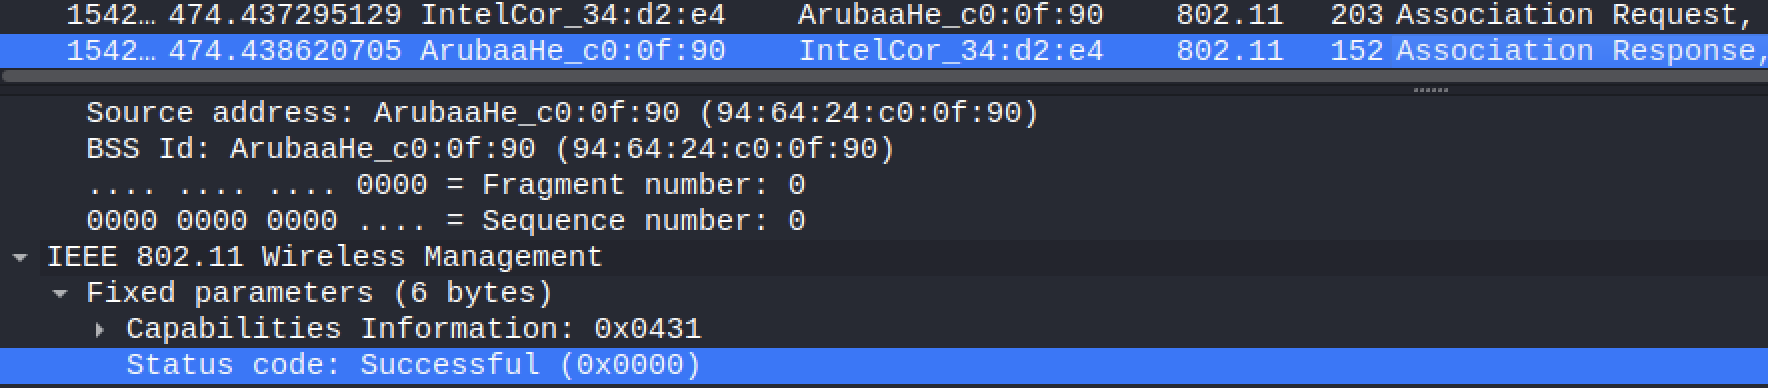 1542… 474.437295129 IntelCor_34:d2:e4 ArubaaHe_c0:0f:90 802.11 203 Association Request,
1542… 474.438620705 ArubaaHe_c0:0f:90 IntelCor_34:d2:e4 802.11 152 Association Response,
Source address: ArubaaHe_c0:0f:90 (94:64:24:c0:0f:90)
BSS Id: ArubaaHe_c0:0f:90 (94:64:24:c0:0f:90)
.... .... .... 0000 = Fragment number: 0
0000 0000 0000 .... = Sequence number: 0
IEEE 802.11 Wireless Management
Fixed parameters (6 bytes)
Capabilities Information: 0x0431
Status code: Successful (0x0000)